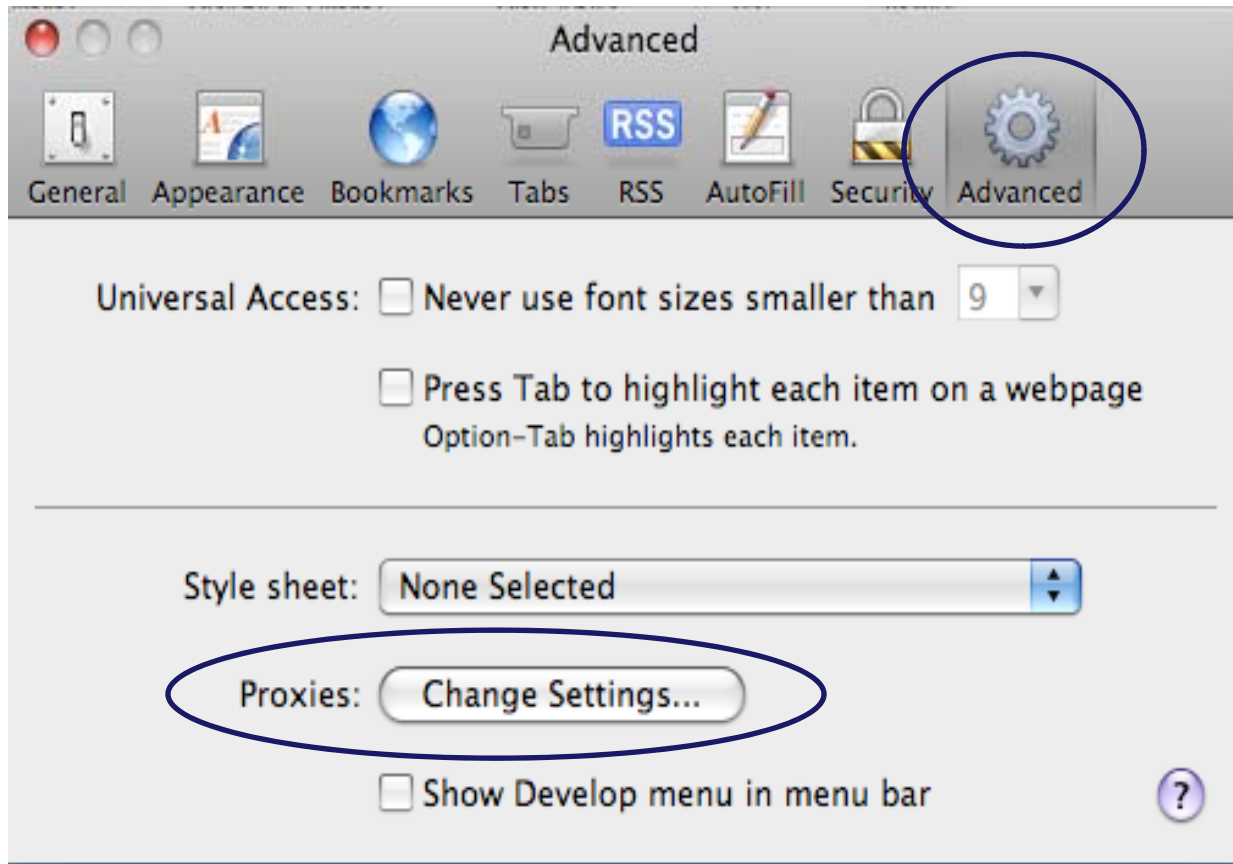 Advanced
RSS
General Appearance Bookmarks Tabs RSS AutoFill Security Advanced
Universal Access: Never use font sizes smaller than 9
Press Tab to highlight each item on a webpage
Option-Tab highlights each item.
Style sheet: None Selected
Proxies: Change Settings...
Show Develop menu in menu bar
?